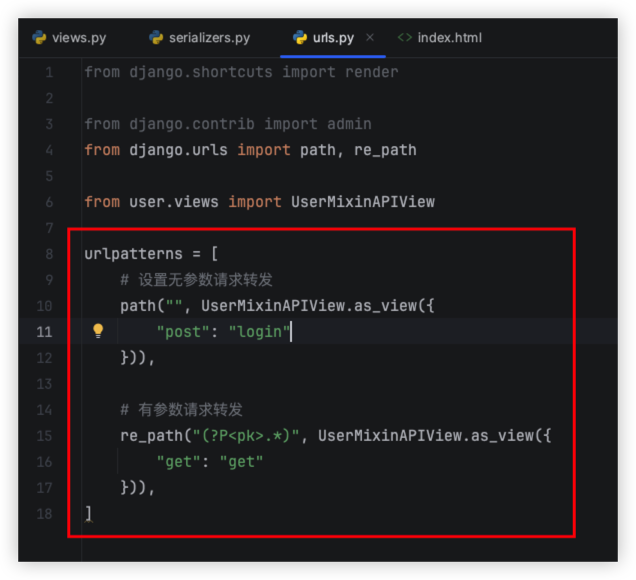 views.py serializers.py urls.py × <> index.html
1 from django.shortcuts import render
2
3 from django.contrib import admin
4 from django.urls import path, re_path
5
6 from user.views import UserMixinAPIView
7
8 urlpatterns = [
9     # 设置无参数请求转发
10     path("", UserMixinAPIView.as_view({
11         "post": "login"
12     })),
13
14     # 有参数请求转发
15     re_path("(?P<pk>.*)", UserMixinAPIView.as_view({
16         "get": "get"
17     })),
18 ]